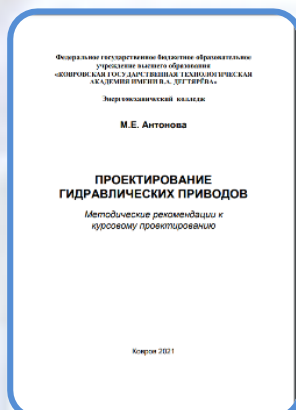 Федеральное государственное бюджетное образовательное
учреждение высшего образования
«КОВРОВСКАЯ ГОСУДАРСТВЕННАЯ ТЕХНОЛОГИЧЕСКАЯ
АКАДЕМИЯ ИМЕНИ В.А. ДЕГТЯРЁВА»
Энергомеханический колледж
М.Е. Антонова
ПРОЕКТИРОВАНИЕ
ГИДРАВЛИЧЕСКИХ ПРИВОДОВ
Методические рекомендации к
курсовому проектированию
Ковров 2021